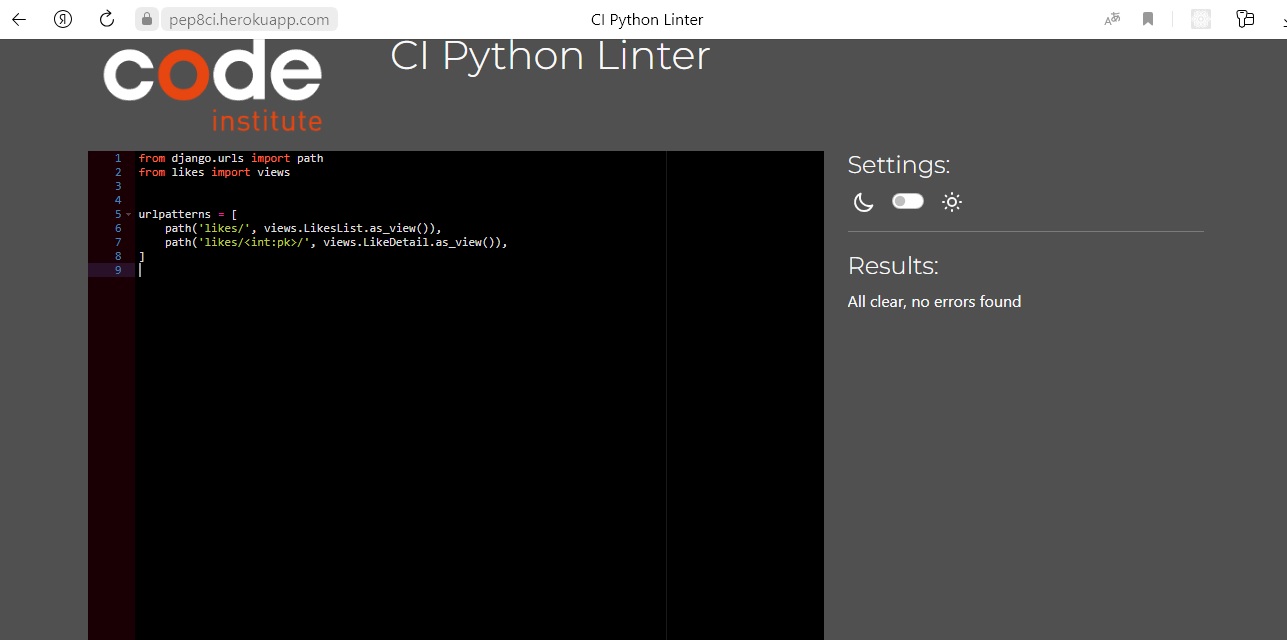 pep8ci.herokuapp.com
CI Python Linter
code
institute
CI Python Linter
1 from django.urls import path
2 from likes import views
3
4
5 urlpatterns = [
6 path('likes/', views.LikesList.as_view()),
7 path('likes/<int:pk>/', views.LikeDetail.as_view()),
8 ]
9
Settings:
Results:
All clear, no errors found